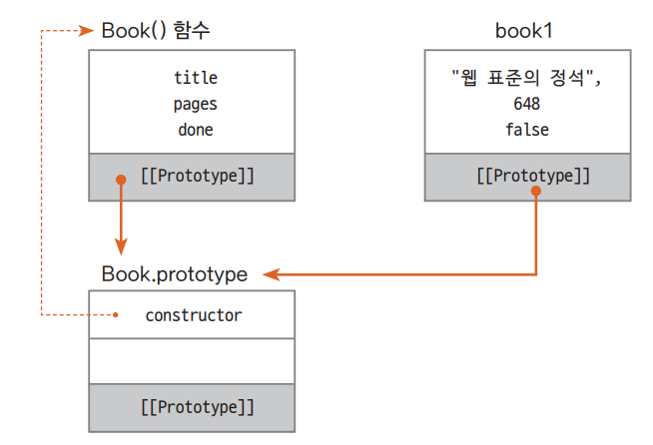 Book() 함수
title
pages
done
[[Prototype]]
book1
"웹 표준의 정석",
648
false
[[Prototype]]
Book.prototype
constructor
[[Prototype]]